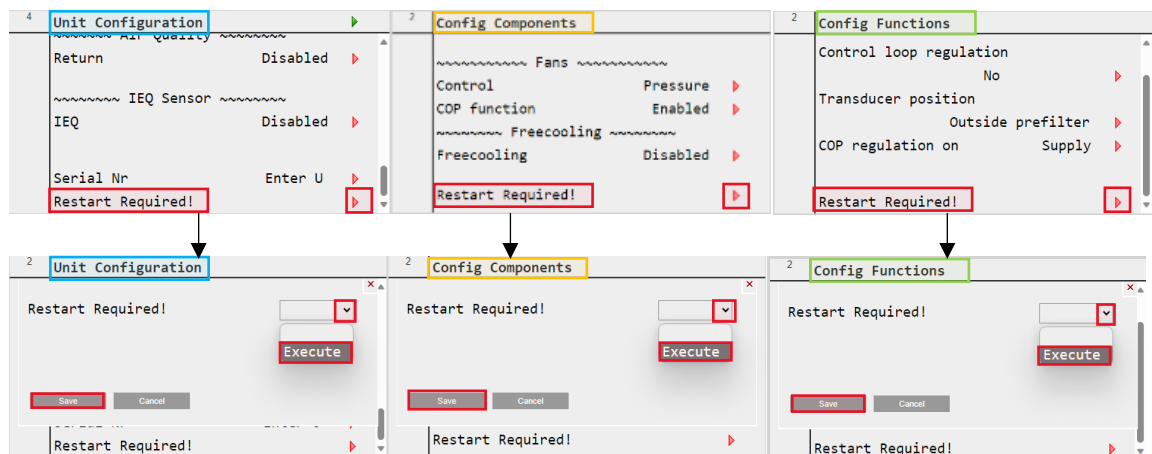 4 Unit Configuration
~~~~~~~~ Air Quality ~~~~~~~~
Return Disabled
~~~~~~~~ IEQ Sensor ~~~~~~~~
IEQ Disabled
Serial Nr Enter U
Restart Required!
2 Config Components
~~~~~~~~~~~ Fans ~~~~~~~~~~~
Control Pressure
COP function Enabled
~~~~~~~~ Freecooling ~~~~~~~~
Freecooling Disabled
Restart Required!
2 Config Functions
Control loop regulation
No
Transducer position
Outside prefilter
COP regulation on Supply
Restart Required!
2 Unit Configuration
Restart Required!
Execute
Save Cancel
Restart Required!
2 Config Components
Restart Required!
Execute
Save Cancel
Restart Required!
2 Config Functions
Restart Required!
Execute
Save Cancel
Restart Required!